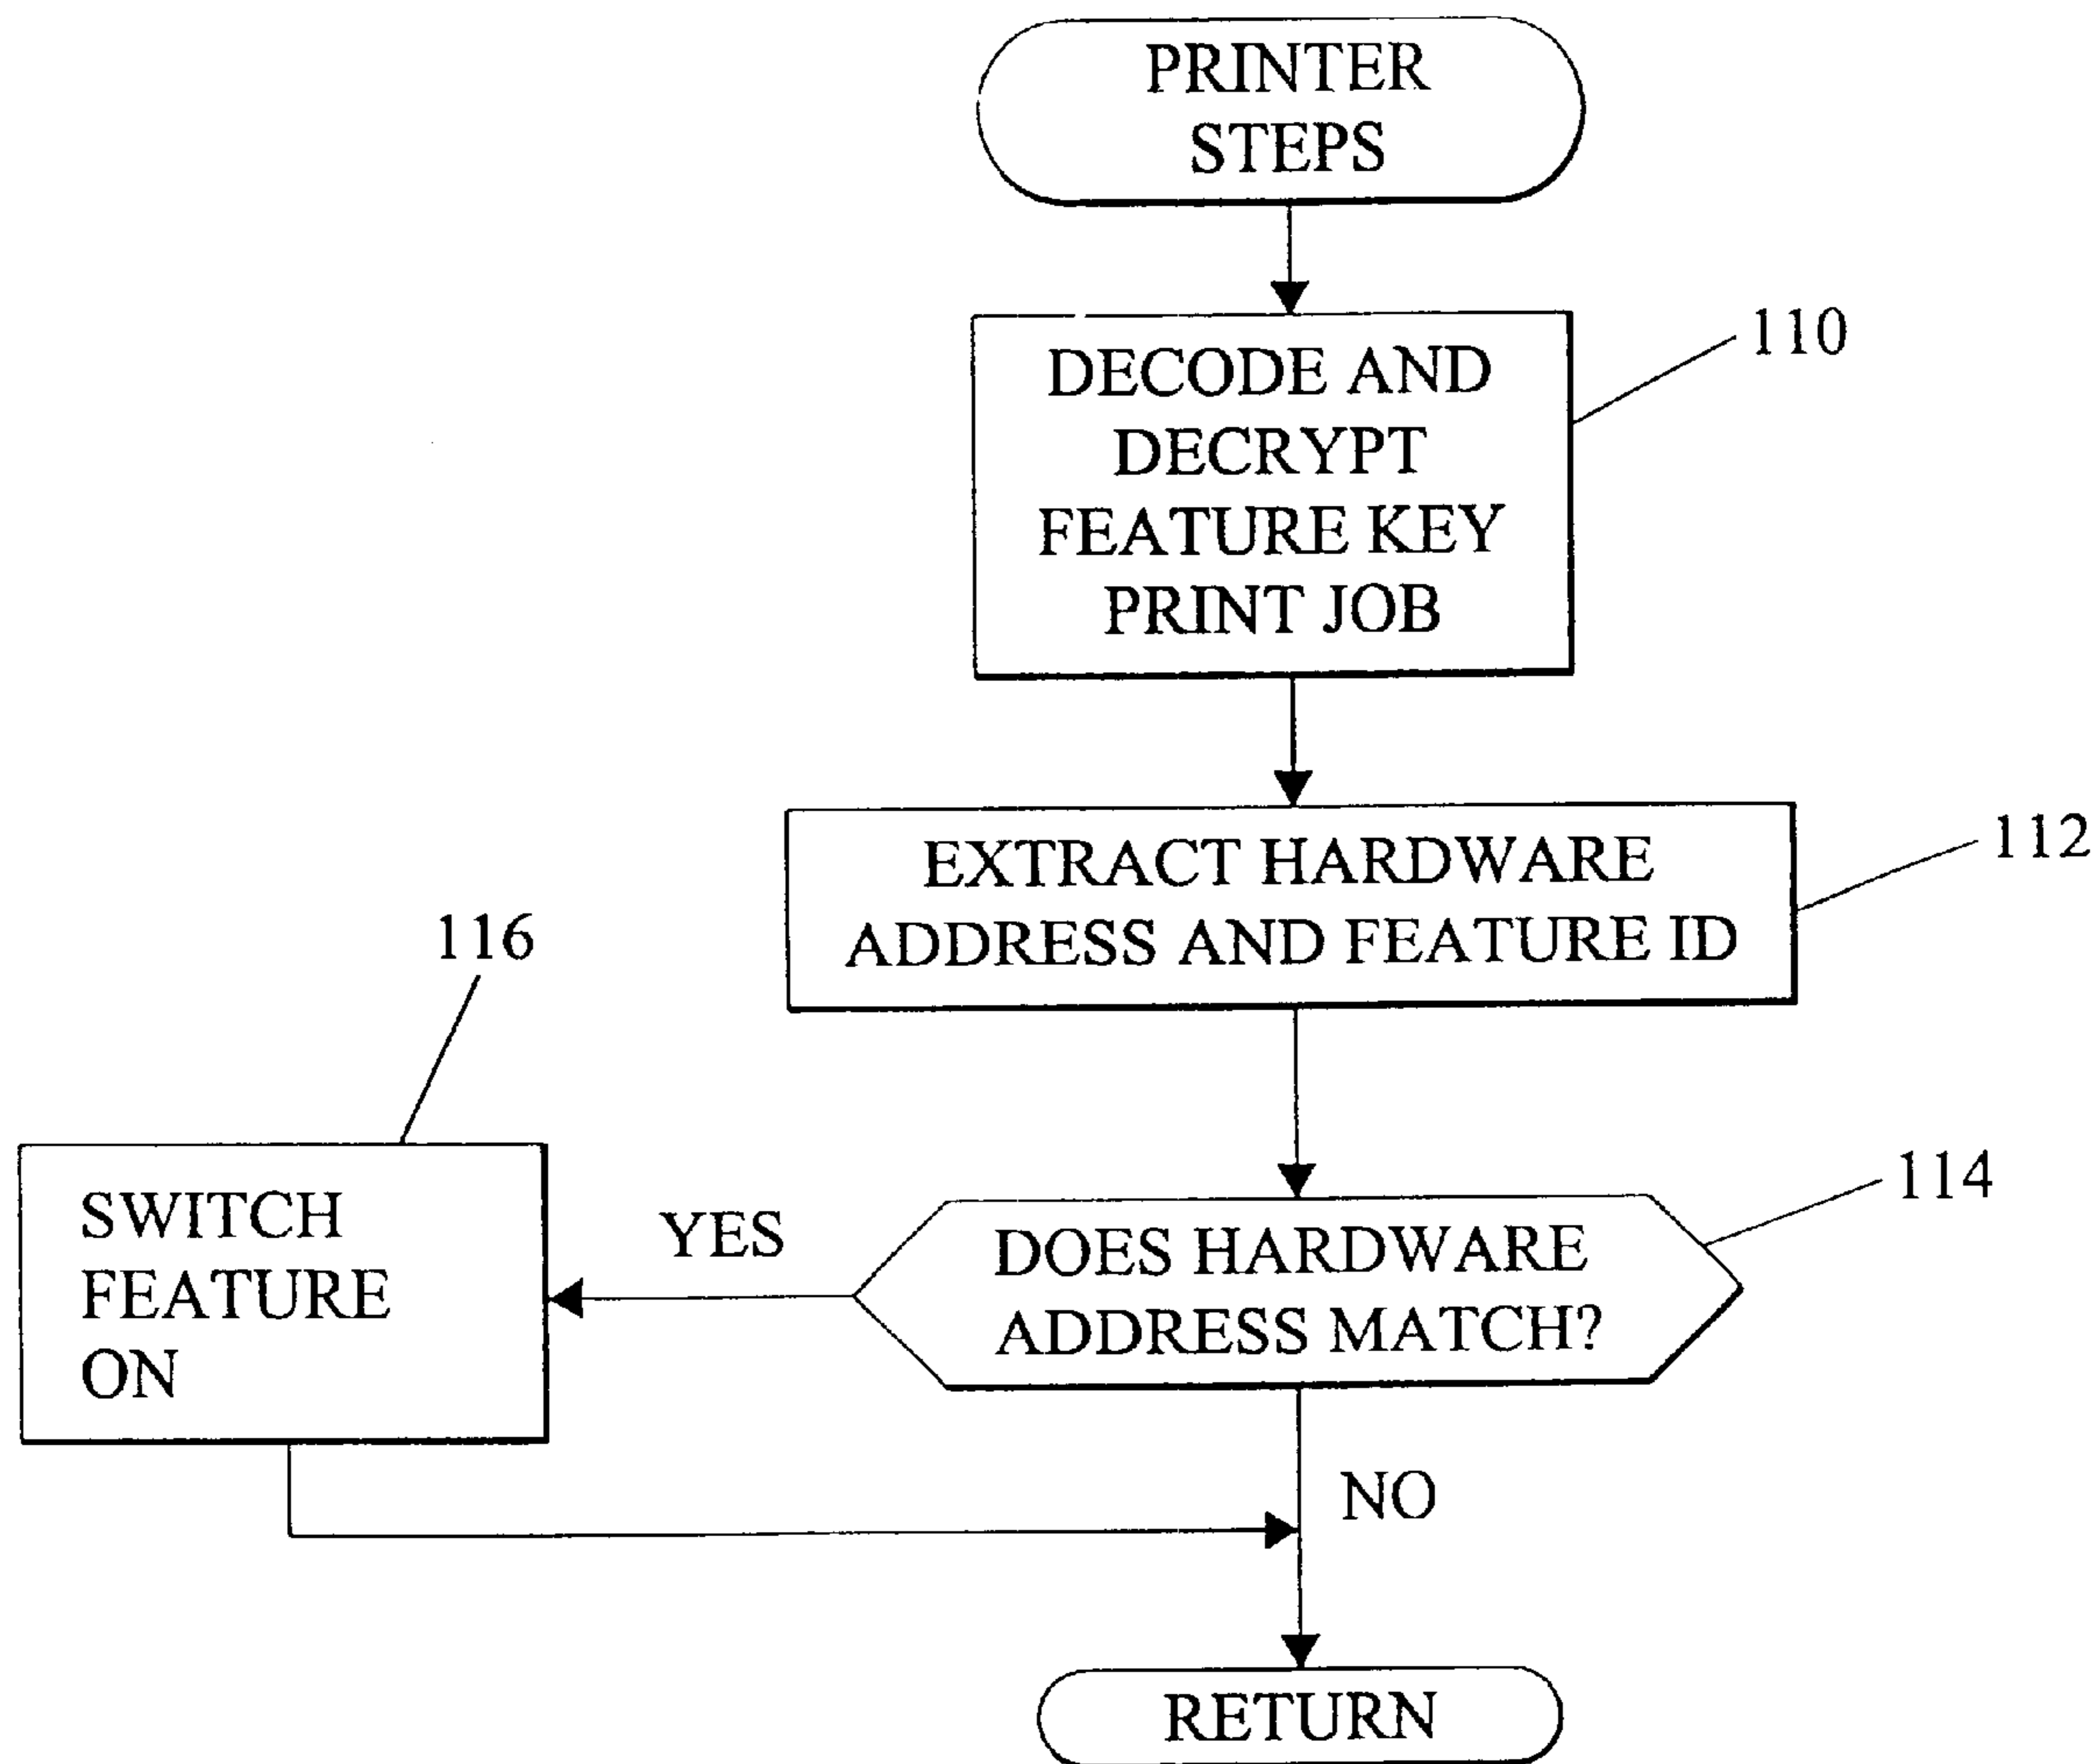 PRINTER
STEPS
DECODE AND
DECRYPT
FEATURE KEY
PRINT JOB
110
EXTRACT HARDWARE
ADDRESS AND FEATURE ID
112
116
SWITCH
FEATURE
ON
YES
DOES HARDWARE
ADDRESS MATCH?
114
NO
RETURN